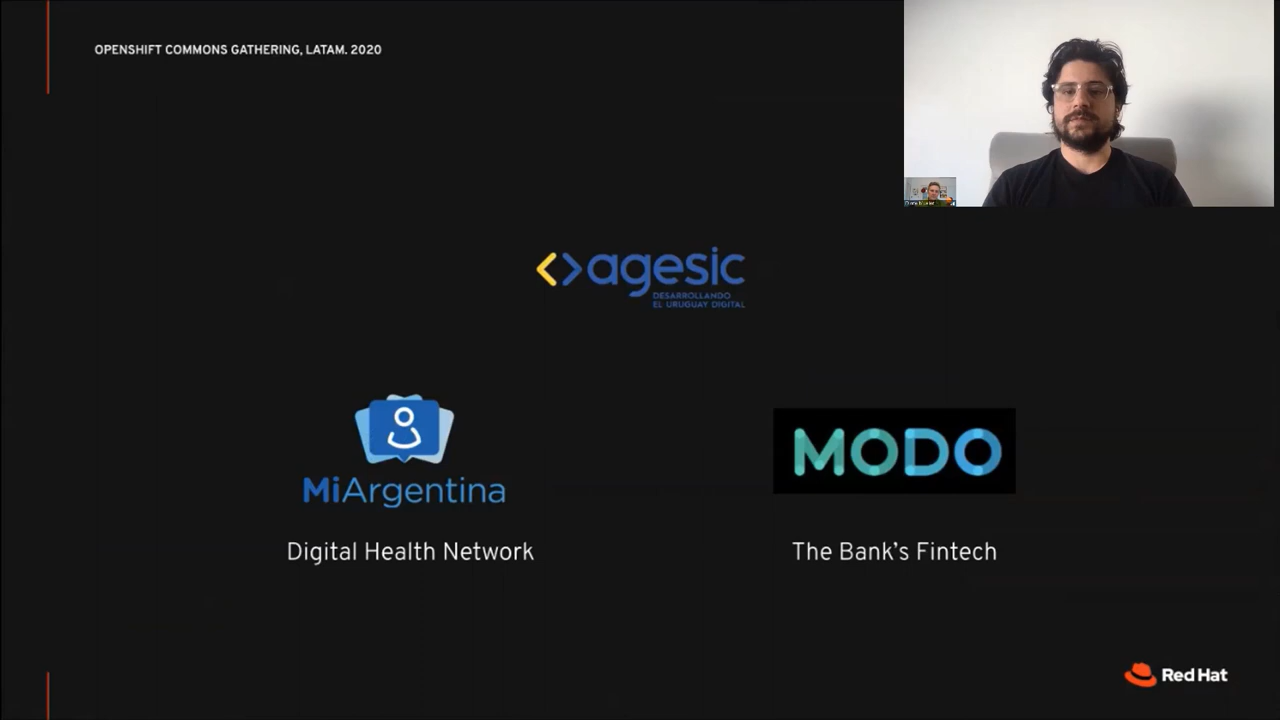 OPENSHIFT COMMONS GATHERING, LATAM. 2020
<>agesic
DESARROLLANDO
EL URUGUAY DIGITAL
MiArgentina
MODO
Digital Health Network
The Bank's Fintech
Red Hat